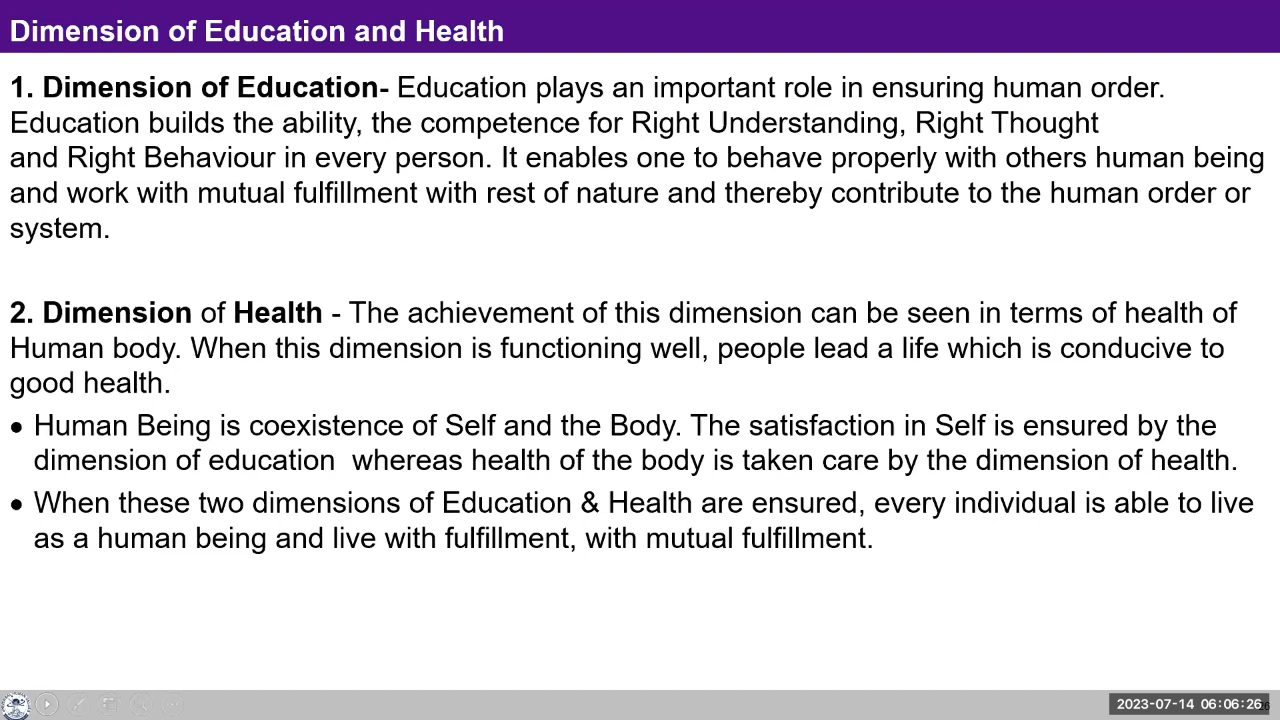 Dimension of Education and Health
1. Dimension of Education- Education plays an important role in ensuring human order.
Education builds the ability, the competence for Right Understanding, Right Thought
and Right Behaviour in every person. It enables one to behave properly with others human being
and work with mutual fulfillment with rest of nature and thereby contribute to the human order or
system.
2. Dimension of Health - The achievement of this dimension can be seen in terms of health of
Human body. When this dimension is functioning well, people lead a life which is conducive to
good health.
• Human Being is coexistence of Self and the Body. The satisfaction in Self is ensured by the
dimension of education  whereas health of the body is taken care by the dimension of health.
• When these two dimensions of Education & Health are ensured, every individual is able to live
as a human being and live with fulfillment, with mutual fulfillment.
2023-07-14 06:06:26
26